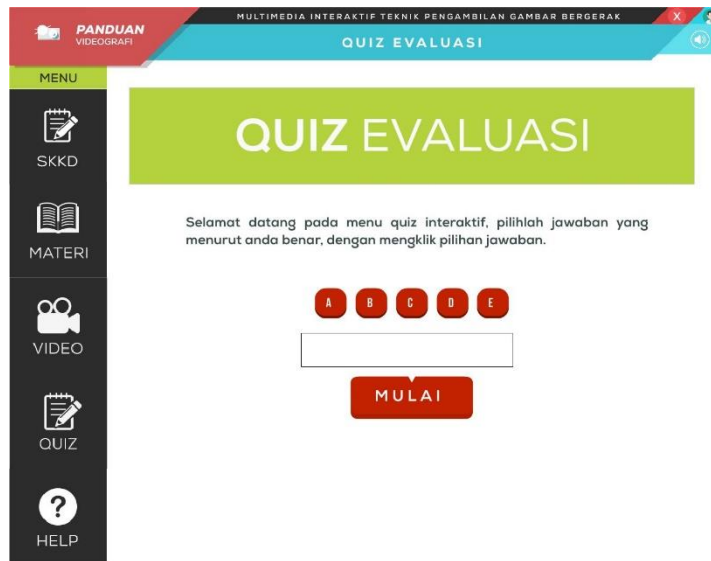 MULTIMEDIA INTERAKTIF TEKNIK PENGAMBILAN GAMBAR BERGERAK
X
PANDUAN
VIDEOGRAFI
QUIZ EVALUASI
MENU
SKKD
MATERI
VIDEO
QUIZ
HELP
QUIZ EVALUASI
Selamat datang pada menu quiz interaktif, pilihlah jawaban yang
menurut anda benar, dengan mengklik pilihan jawaban.
A B C D E
MULAI